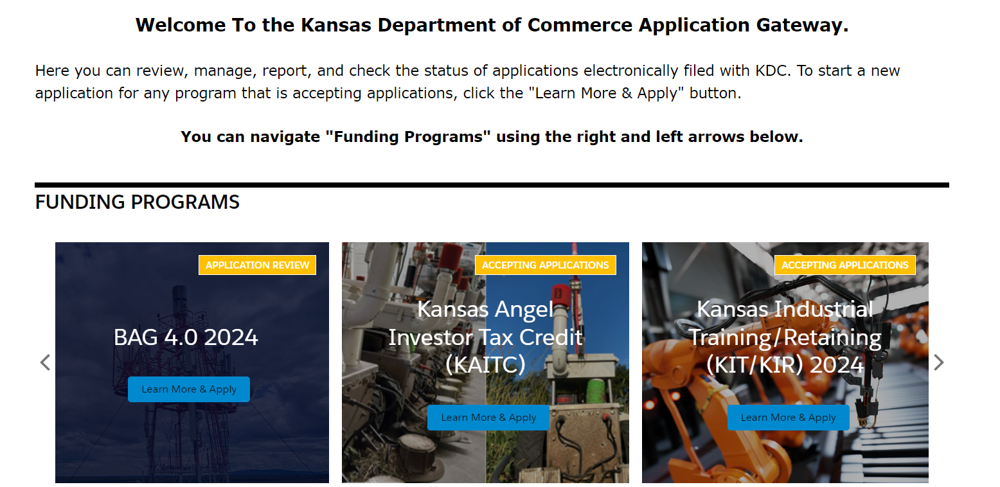 Welcome To the Kansas Department of Commerce Application Gateway.
Here you can review, manage, report, and check the status of applications electronically filed with KDC. To start a new
application for any program that is accepting applications, click the "Learn More & Apply" button.
You can navigate "Funding Programs" using the right and left arrows below.
FUNDING PROGRAMS
APPLICATION REVIEW
BAG 4.0 2024
Learn More & Apply
ACCEPTING APPLICATIONS
Kansas Angel
Investor Tax Credit
(KAITC)
Learn More & Apply
ACCEPTING APPLICATIONS
Kansas Industrial
Training/Retaining
(KIT/KIR) 2024
Learn More & Apply